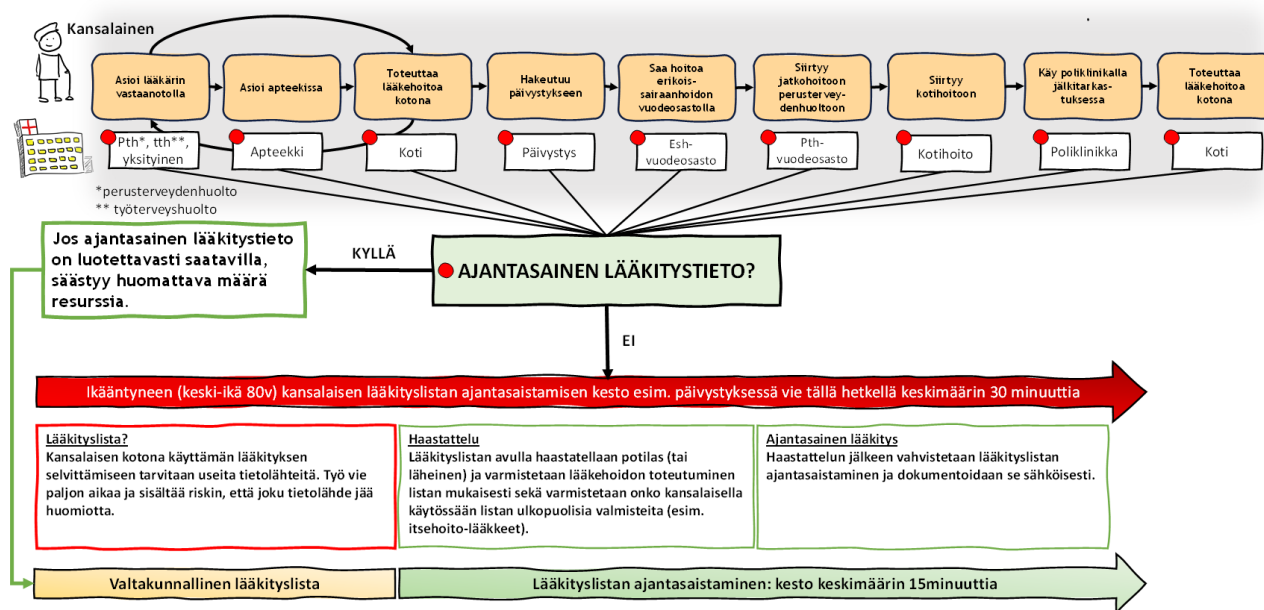 Kansalainen
Asioi lääkärin
vastaanotolla
Asioi apteekissa
Toteuttaa
lääkehoitoa
kotona
Hakeutuu
päivystykseen
Saa hoitoa
erikois-
sairaanhoidon
vuodeosastolla
Siirtyy
jatkohoitoon
perustervey-
denhuoltoon
Siirtyy
kotihoitoon
Käy poliklinikalla
jälkitarkas-
tuksessa
Toteuttaa
lääkehoitoa
kotona
Pth*, tth**,
yksityinen
Apteekki
Koti
Päivystys
Esh-
vuodeosasto
Pth-
vuodeosasto
Kotihoito
Poliklinikka
Koti
*perusterveydenhuolto
** työterveyshuolto
Jos ajantasainen lääkitystieto
on luotettavasti saatavilla,
säästyy huomattava määrä
resurssia.
KYLLÄ
AJANTASAINEN LÄÄKITYSTIETO?
EI
Ikääntyneen (keski-ikä 80v) kansalaisen lääkityslistan ajantasaistamisen kesto esim. päivystyksessä vie tällä hetkellä keskimäärin 30 minuuttia
Lääkityslista?
Kansalaisen kotona käyttämän lääkityksen
selvittämiseen tarvitaan useita tietolähteitä. Työ vie
paljon aikaa ja sisältää riskin, että joku tietolähde jää
huomiotta.
Haastattelu
Lääkityslistan avulla haastatellaan potilas (tai
läheinen) ja varmistetaan lääkehoidon toteutuminen
listan mukaisesti sekä varmistetaan onko kansalaisella
käytössään listan ulkopuolisia valmisteita (esim.
itsehoito-lääkkeet).
Ajantasainen lääkitys
Haastattelun jälkeen vahvistetaan lääkityslistan
ajantasaistaminen ja dokumentoidaan se sähköisesti.
Valtakunnallinen lääkityslista
Lääkityslistan ajantasaistaminen: kesto keskimäärin 15minuuttia